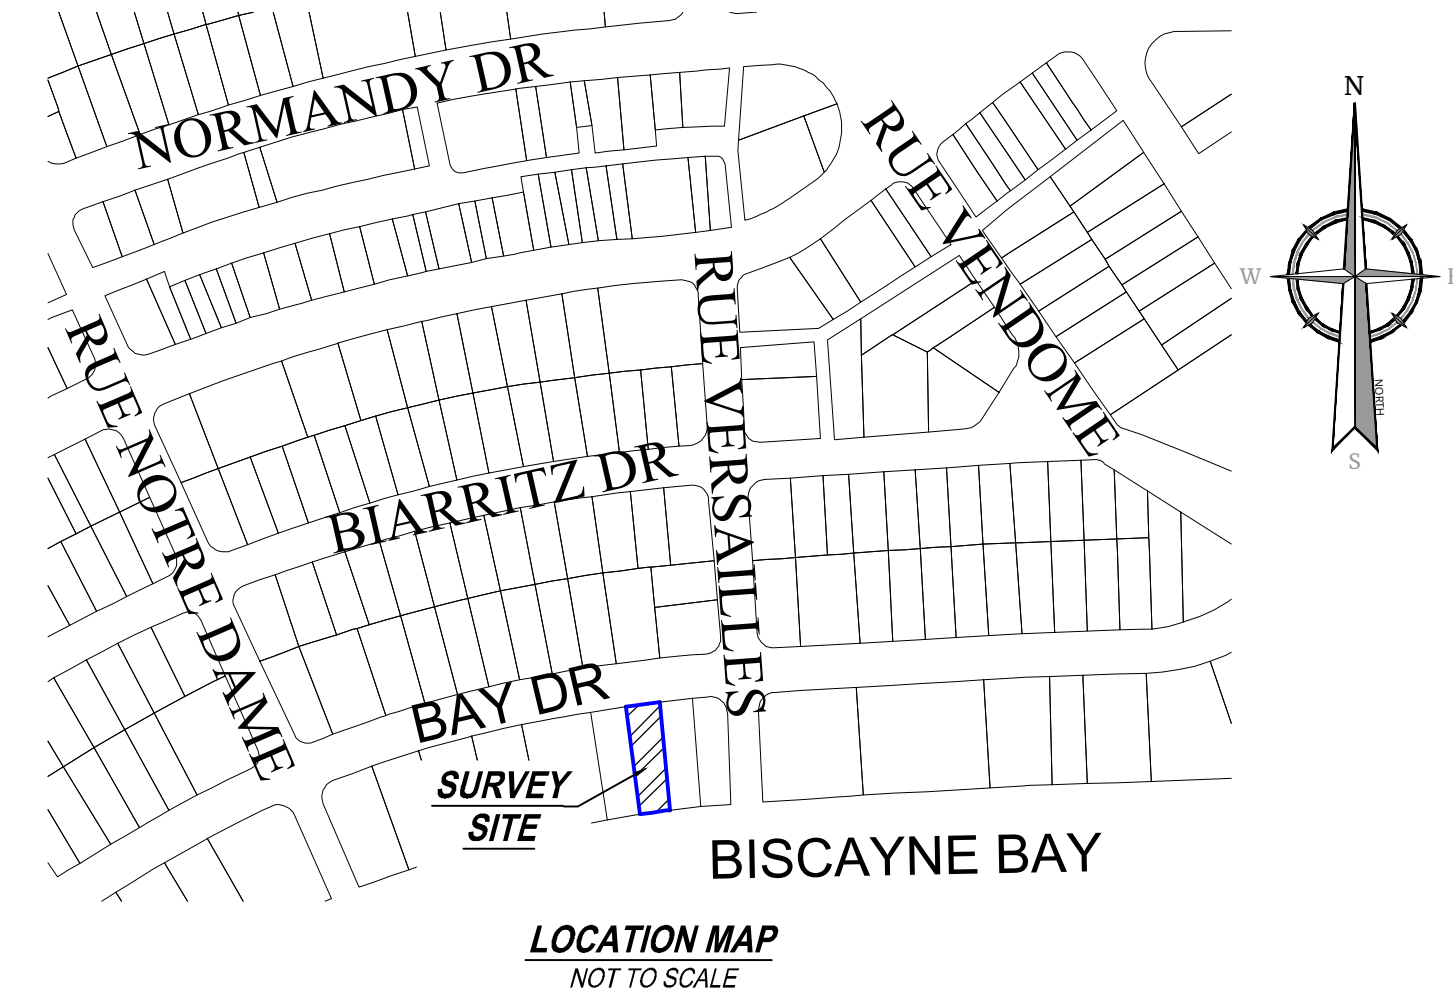 NORMANDY DR
RUE VENDOME
N
W
E
NORTH
S
RUE VERSAILLES
RUE NOTRE DAME
BIARRITZ DR
BAY DR
SURVEY
SITE
BISCAYNE BAY
LOCATION MAP
NOT TO SCALE